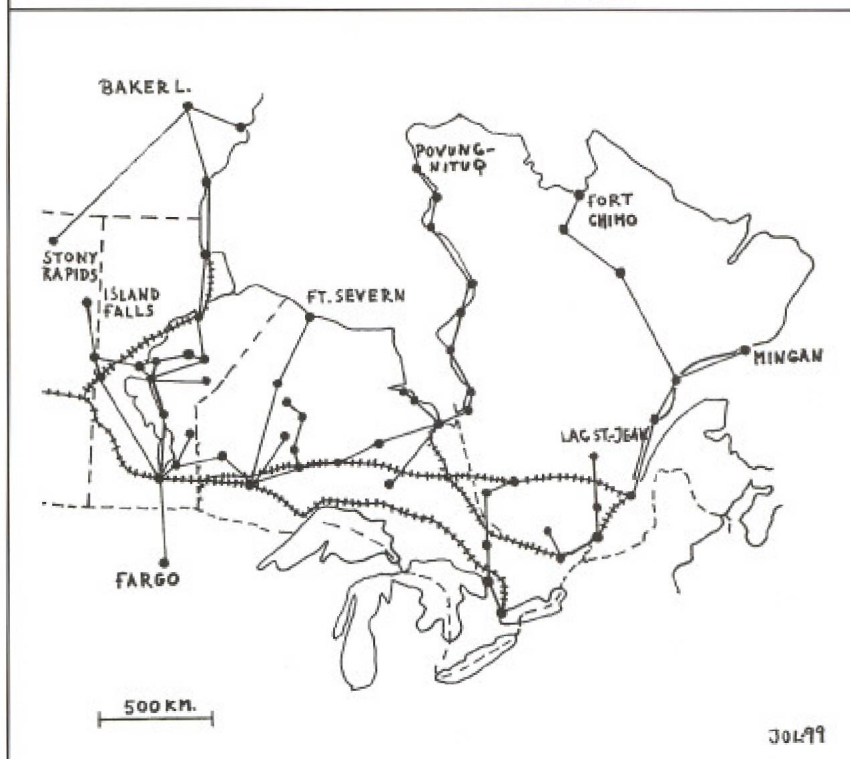 BAKER L.
POVUNG-
NITUQ
FORT
CHIMO
STONY
RAPIDS
ISLAND
FALLS
FT. SEVERN
MINGAN
LAC ST.-JEAN
FARGO
500 KM.
JOL99